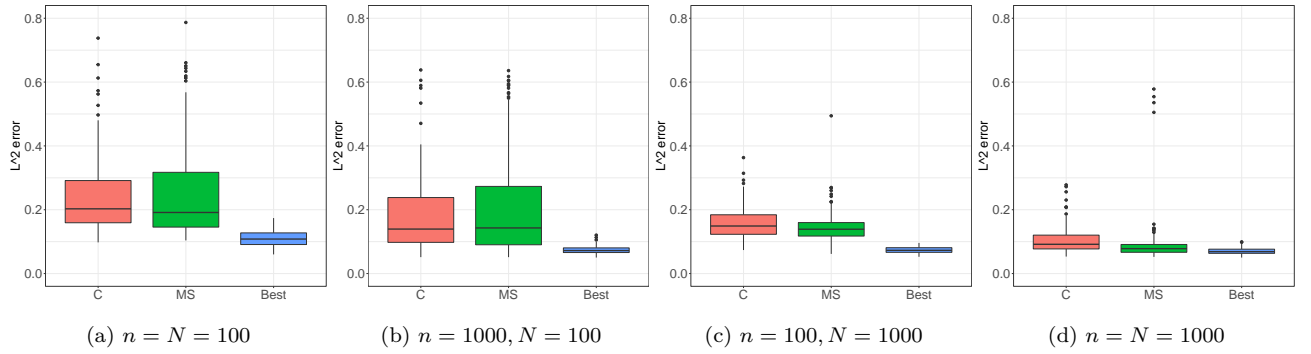 L^2 error
0.8
0.6
0.4
0.2
0.0
C MS Best
(a) n = N = 100
L^2 error
0.8
0.6
0.4
0.2
0.0
C MS Best
(b) n = 1000, N = 100
L^2 error
0.8
0.6
0.4
0.2
0.0
C MS Best
(c) n = 100, N = 1000
L^2 error
0.8
0.6
0.4
0.2
0.0
C MS Best
(d) n = N = 1000